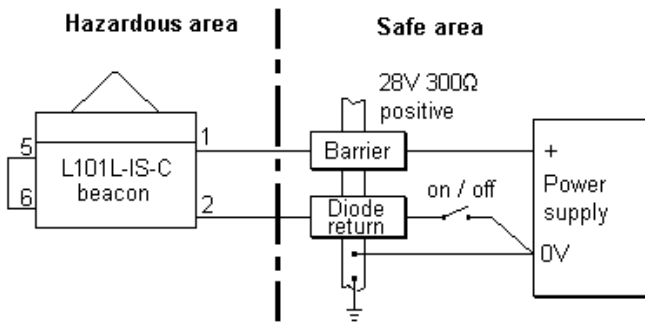 Hazardous area
Safe area
28V 300Ω
positive
5
1
L101L-IS-C
beacon
6
2
Barrier
Diode
return
on / off
+
Power
supply
0V